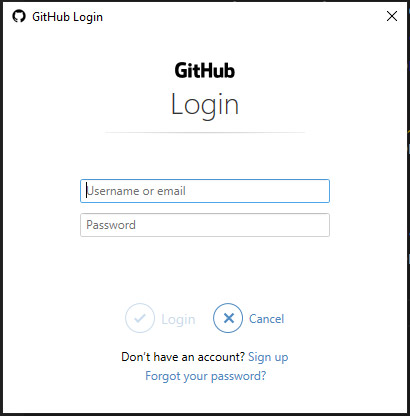 GitHub Login
GitHub
Login
Username or email
Password
Login Cancel
Don't have an account? Sign up
Forgot your password?